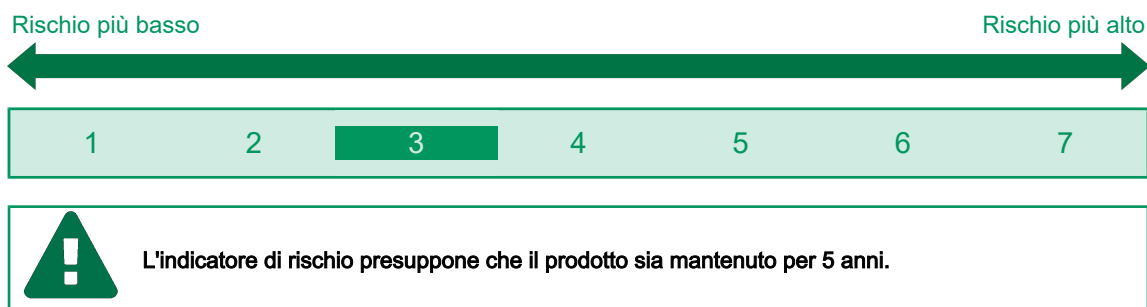 Rischio più basso Rischio più alto
1 2 3 4 5 6 7
L'indicatore di rischio presuppone che il prodotto sia mantenuto per 5 anni.